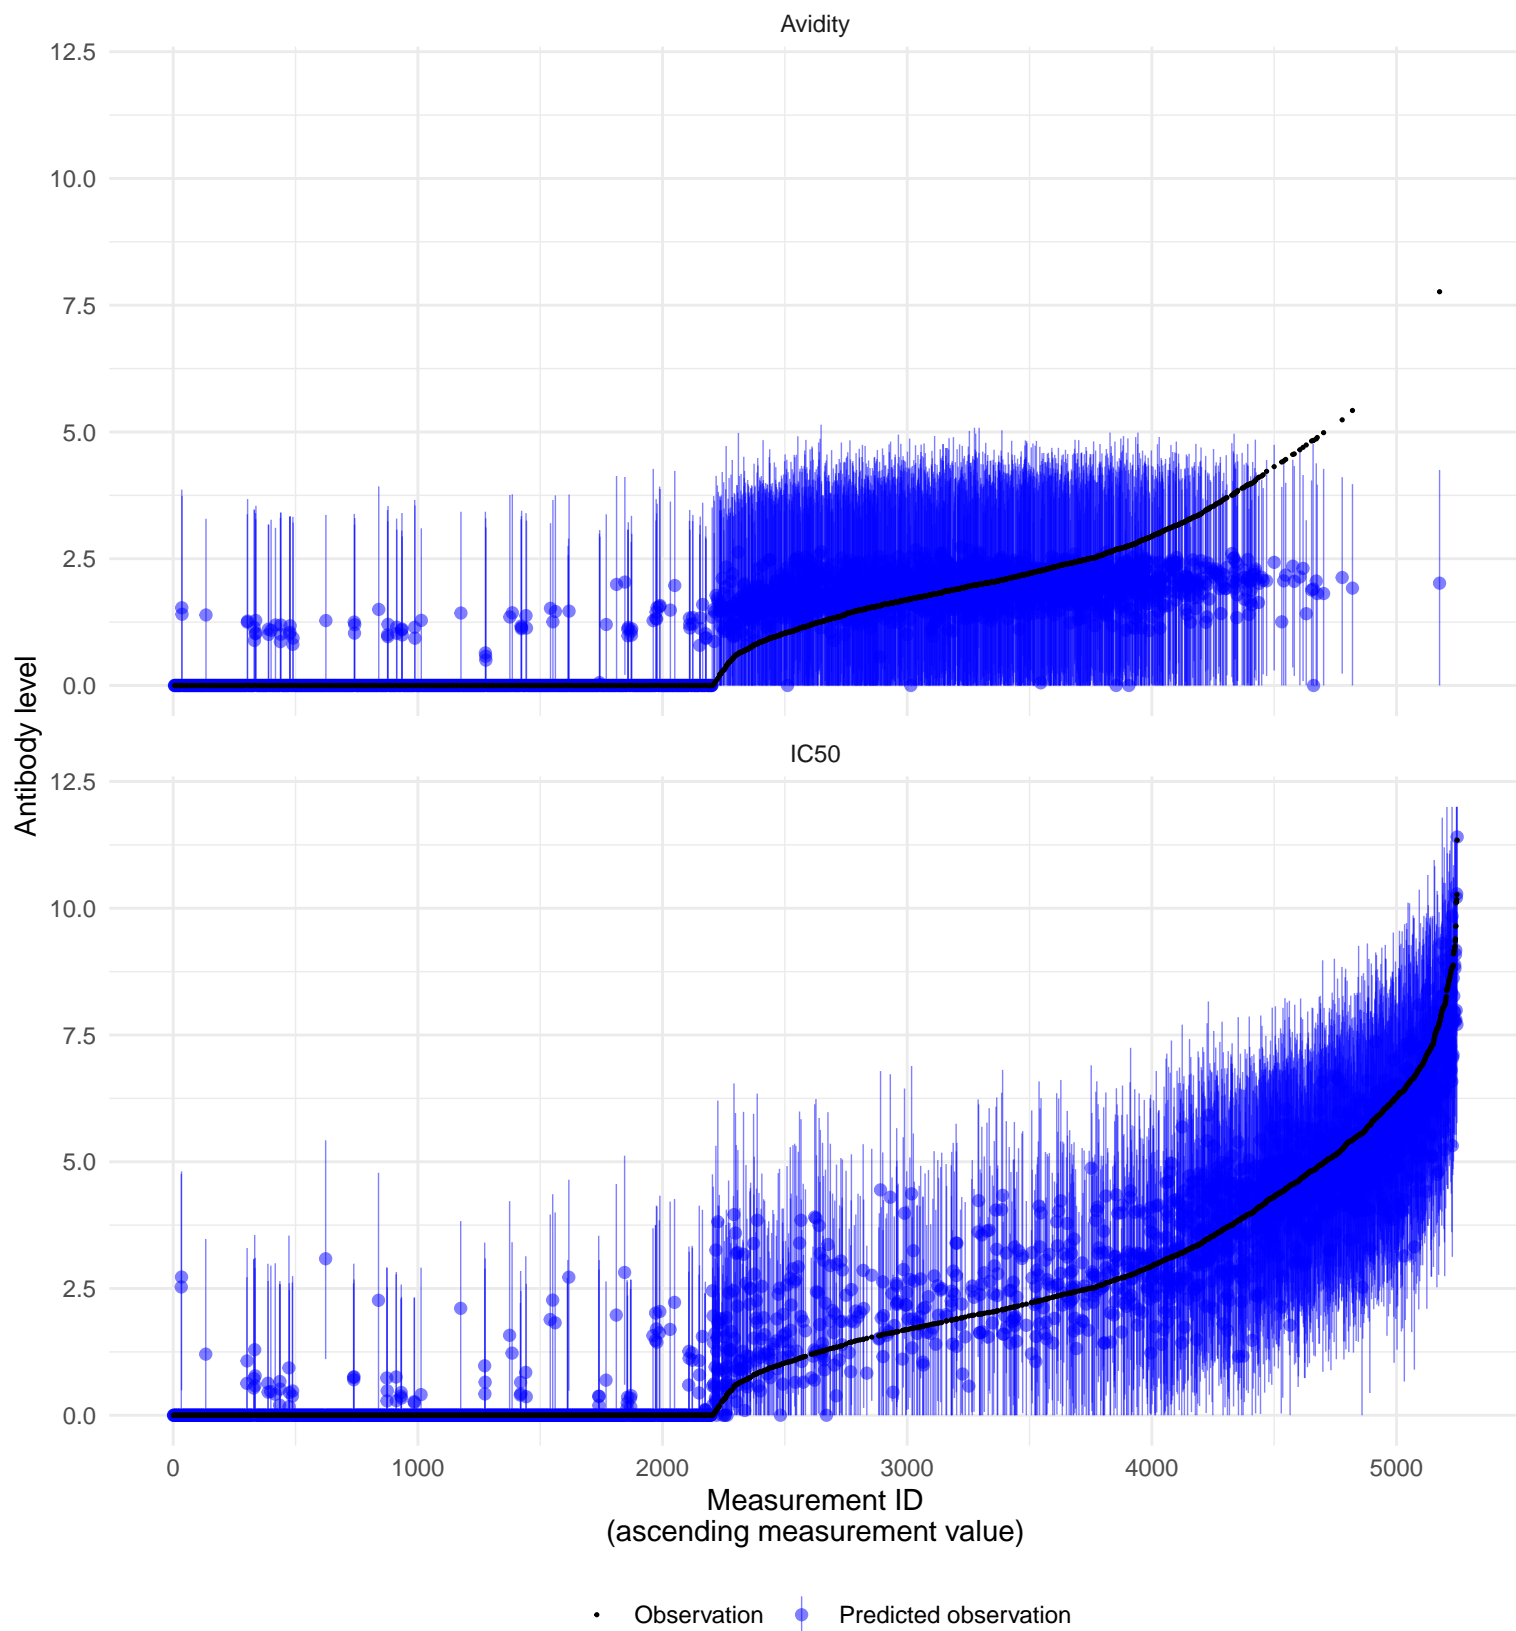 Avidity
12.5
10.0
7.5
5.0
2.5
0.0
Antibody level
IC50
12.5
10.0
7.5
5.0
2.5
0.0
0 1000 2000 3000 4000 5000
Measurement ID
(ascending measurement value)
Observation Predicted observation